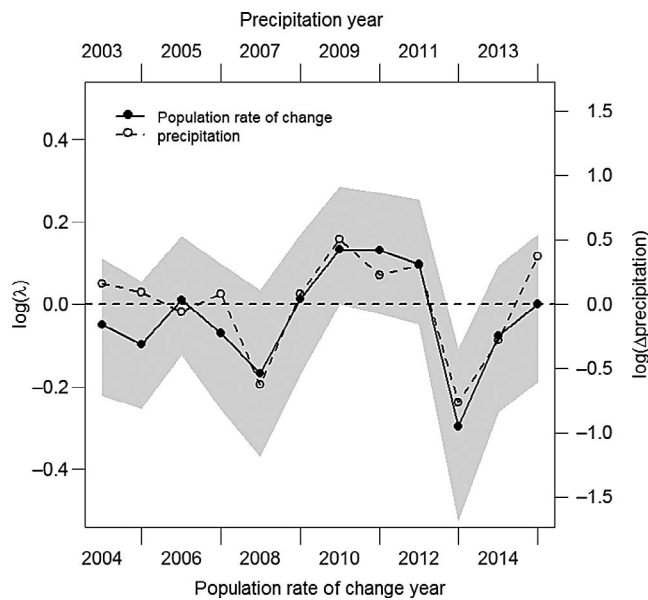 Precipitation year
2003 2005 2007 2009 2011 2013
Population rate of change
precipitation
0.4
0.2
0.0
−0.2
−0.4
log(λ)
1.5
1.0
0.5
0.0
−0.5
−1.0
−1.5
log(Δprecipitation)
2004 2006 2008 2010 2012 2014
Population rate of change year